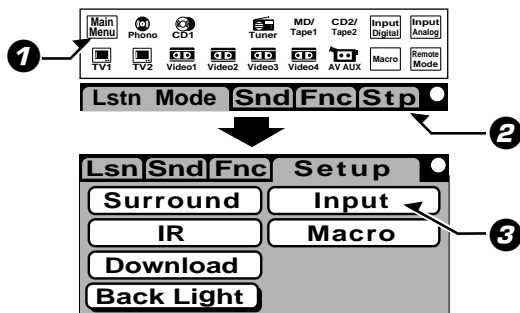 Main Menu Phono CD1 Tuner MD/ Tape1 CD2/ Tape2 Input Digital Input Analog
1
TV1 TV2 Video1 Video2 Video3 Video4 AV AUX Macro Remote Mode
Lstn Mode Snd Fnc Stp
2
Lsn Snd Fnc Setup
Surround Input
3
IR Macro
Download
Back Light